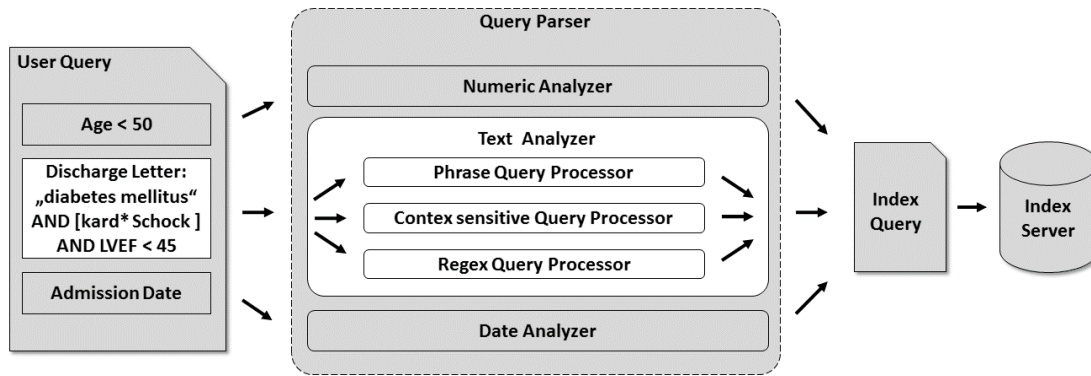 User Query
Age < 50
Discharge Letter:
„diabetes mellitus“
AND [kard* Schock ]
AND LVEF < 45
Admission Date
Query Parser
Numeric Analyzer
Text Analyzer
Phrase Query Processor
Contex sensitive Query Processor
Regex Query Processor
Date Analyzer
Index
Query
Index
Server